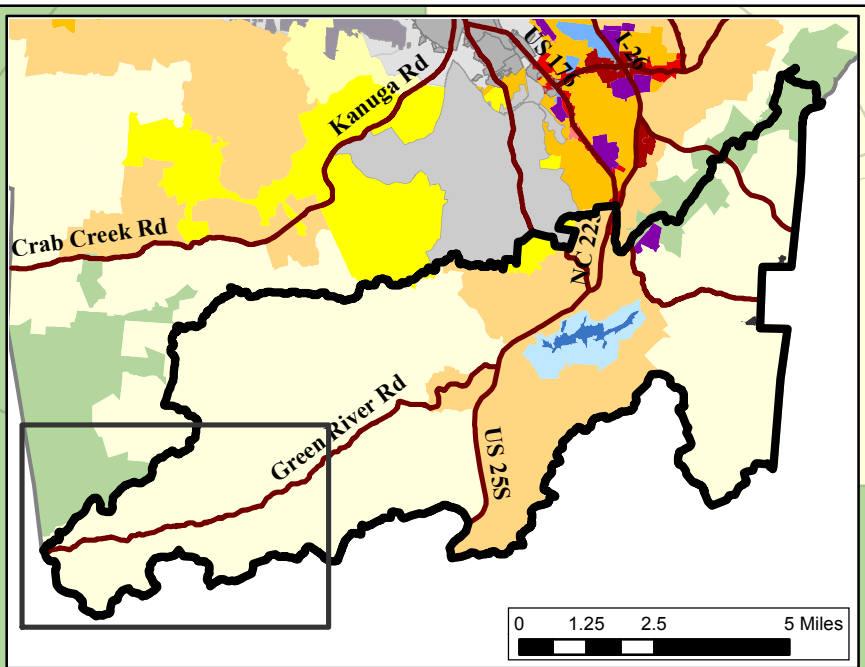 US 176
I-26
Kanuga Rd
Crab Creek Rd
NC 225
Green River Rd
US 25S
0 1.25 2.5 5 Miles